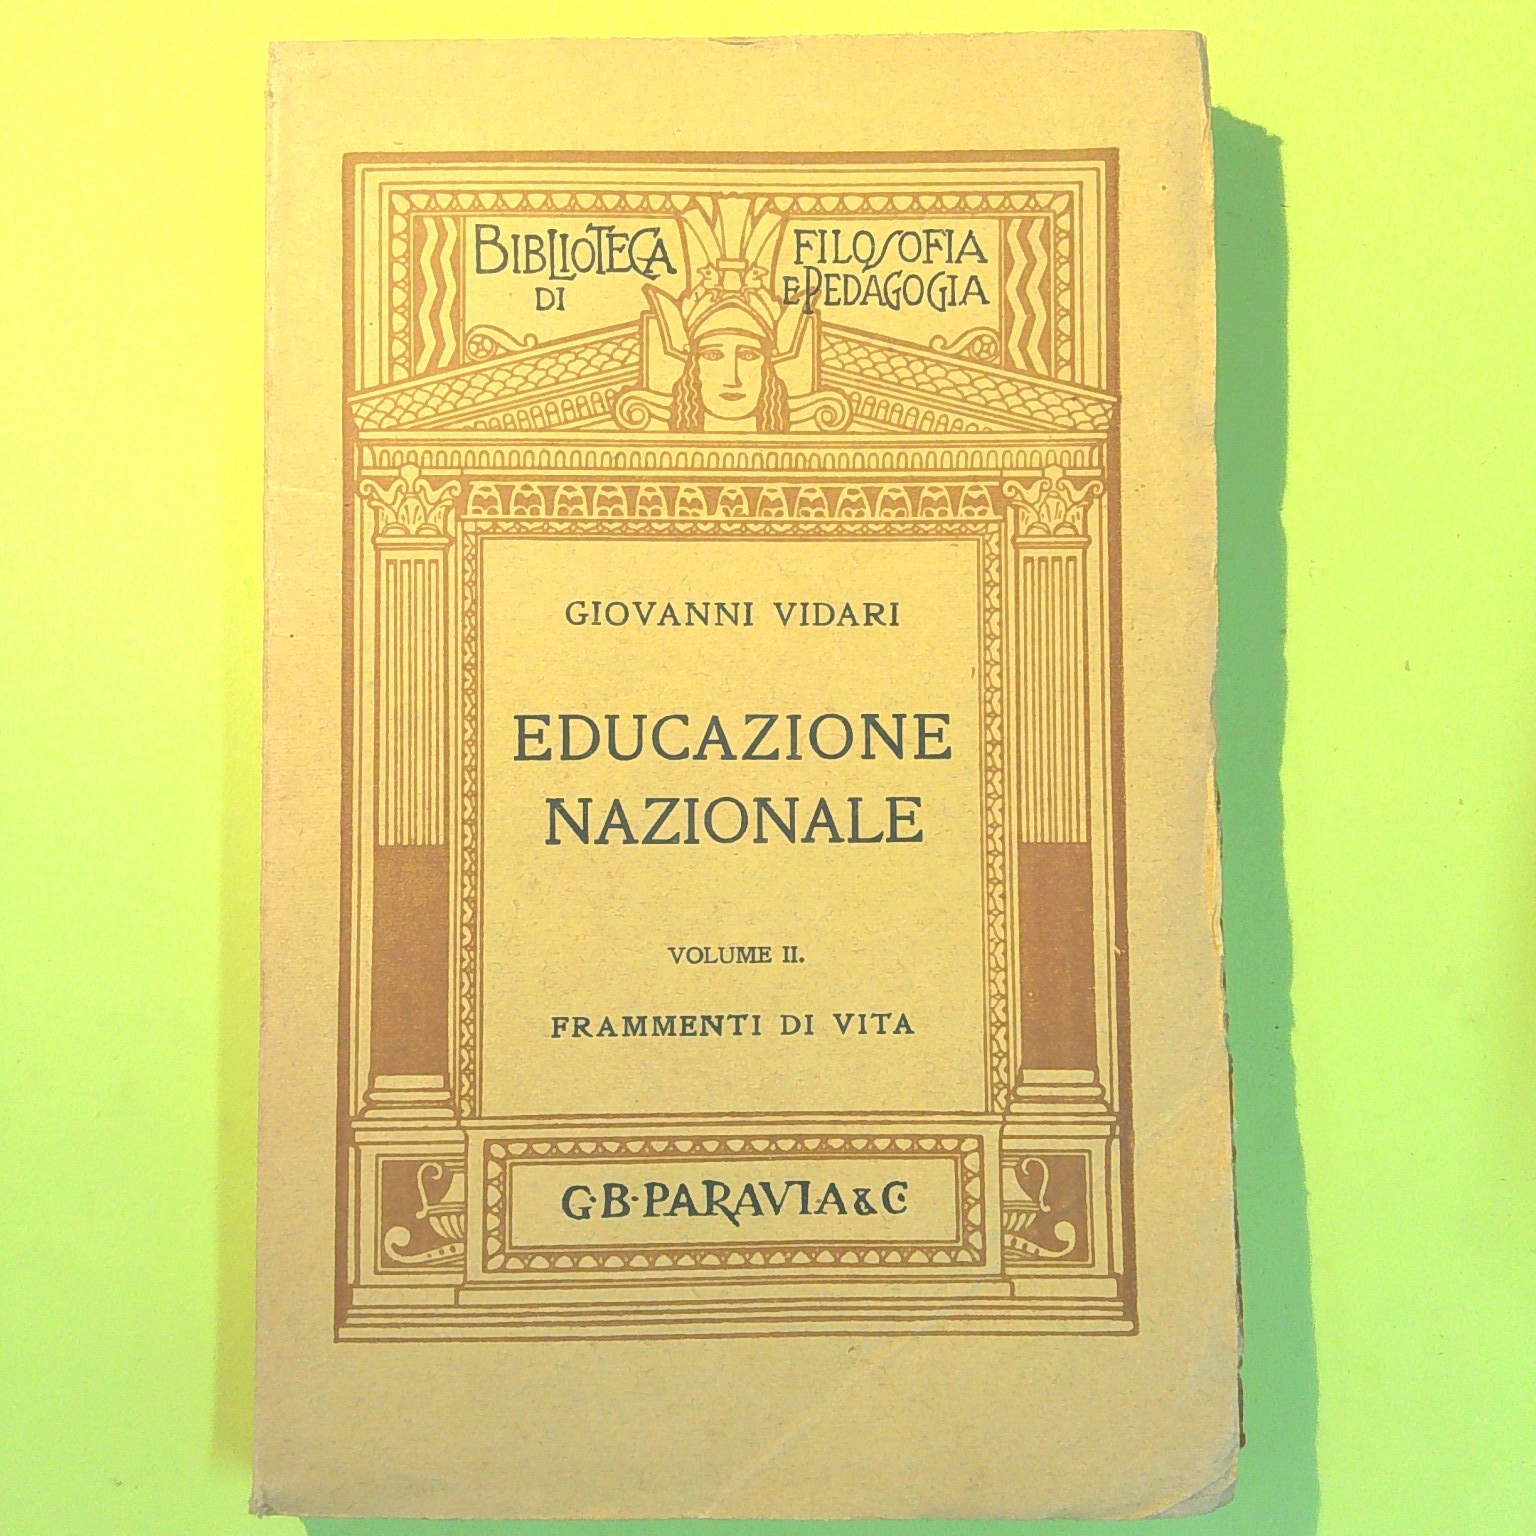 BIBLIOTECA
DI
FILOSOFIA
E PEDAGOGIA
GIOVANNI VIDARI
EDUCAZIONE
NAZIONALE
VOLUME II.
FRAMMENTI DI VITA
G·B·PARAVIA & C·